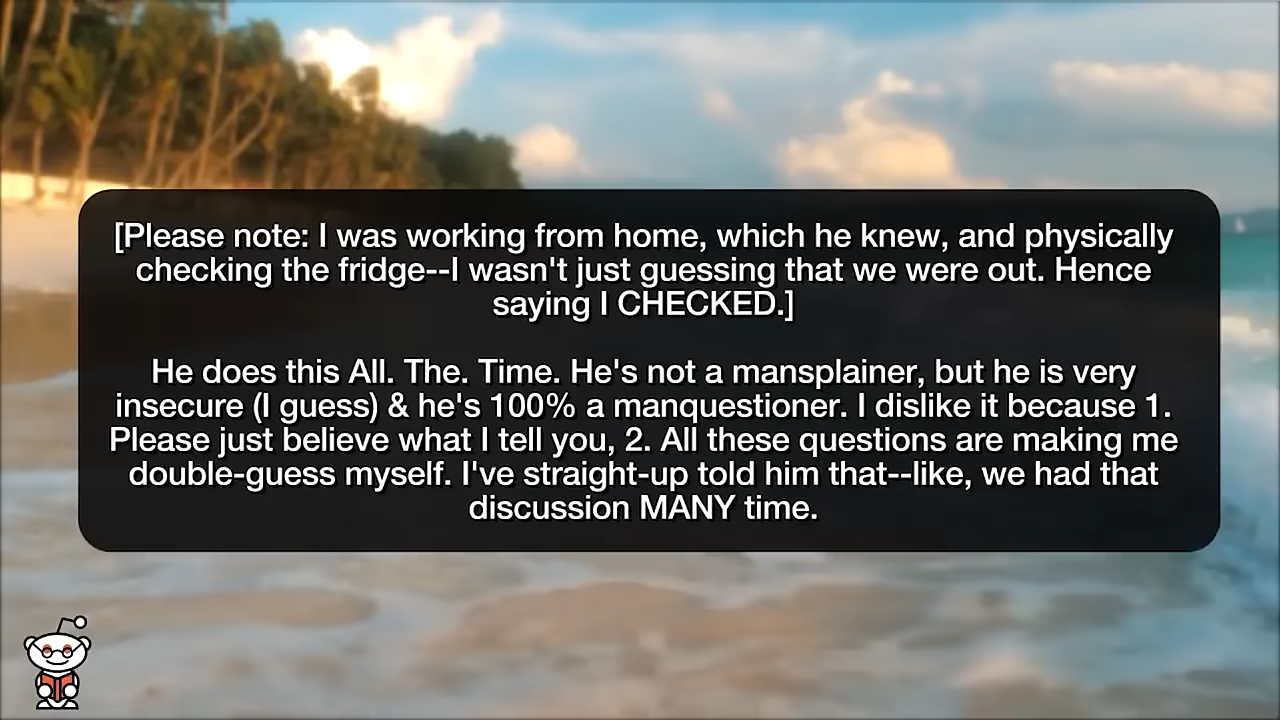 [Please note: I was working from home, which he knew, and physically
checking the fridge--I wasn't just guessing that we were out. Hence
saying I CHECKED.]
He does this All. The. Time. He's not a mansplainer, but he is very
insecure (I guess) & he's 100% a manquestioner. I dislike it because 1.
Please just believe what I tell you, 2. All these questions are making me
double-guess myself. I've straight-up told him that--like, we had that
discussion MANY time.